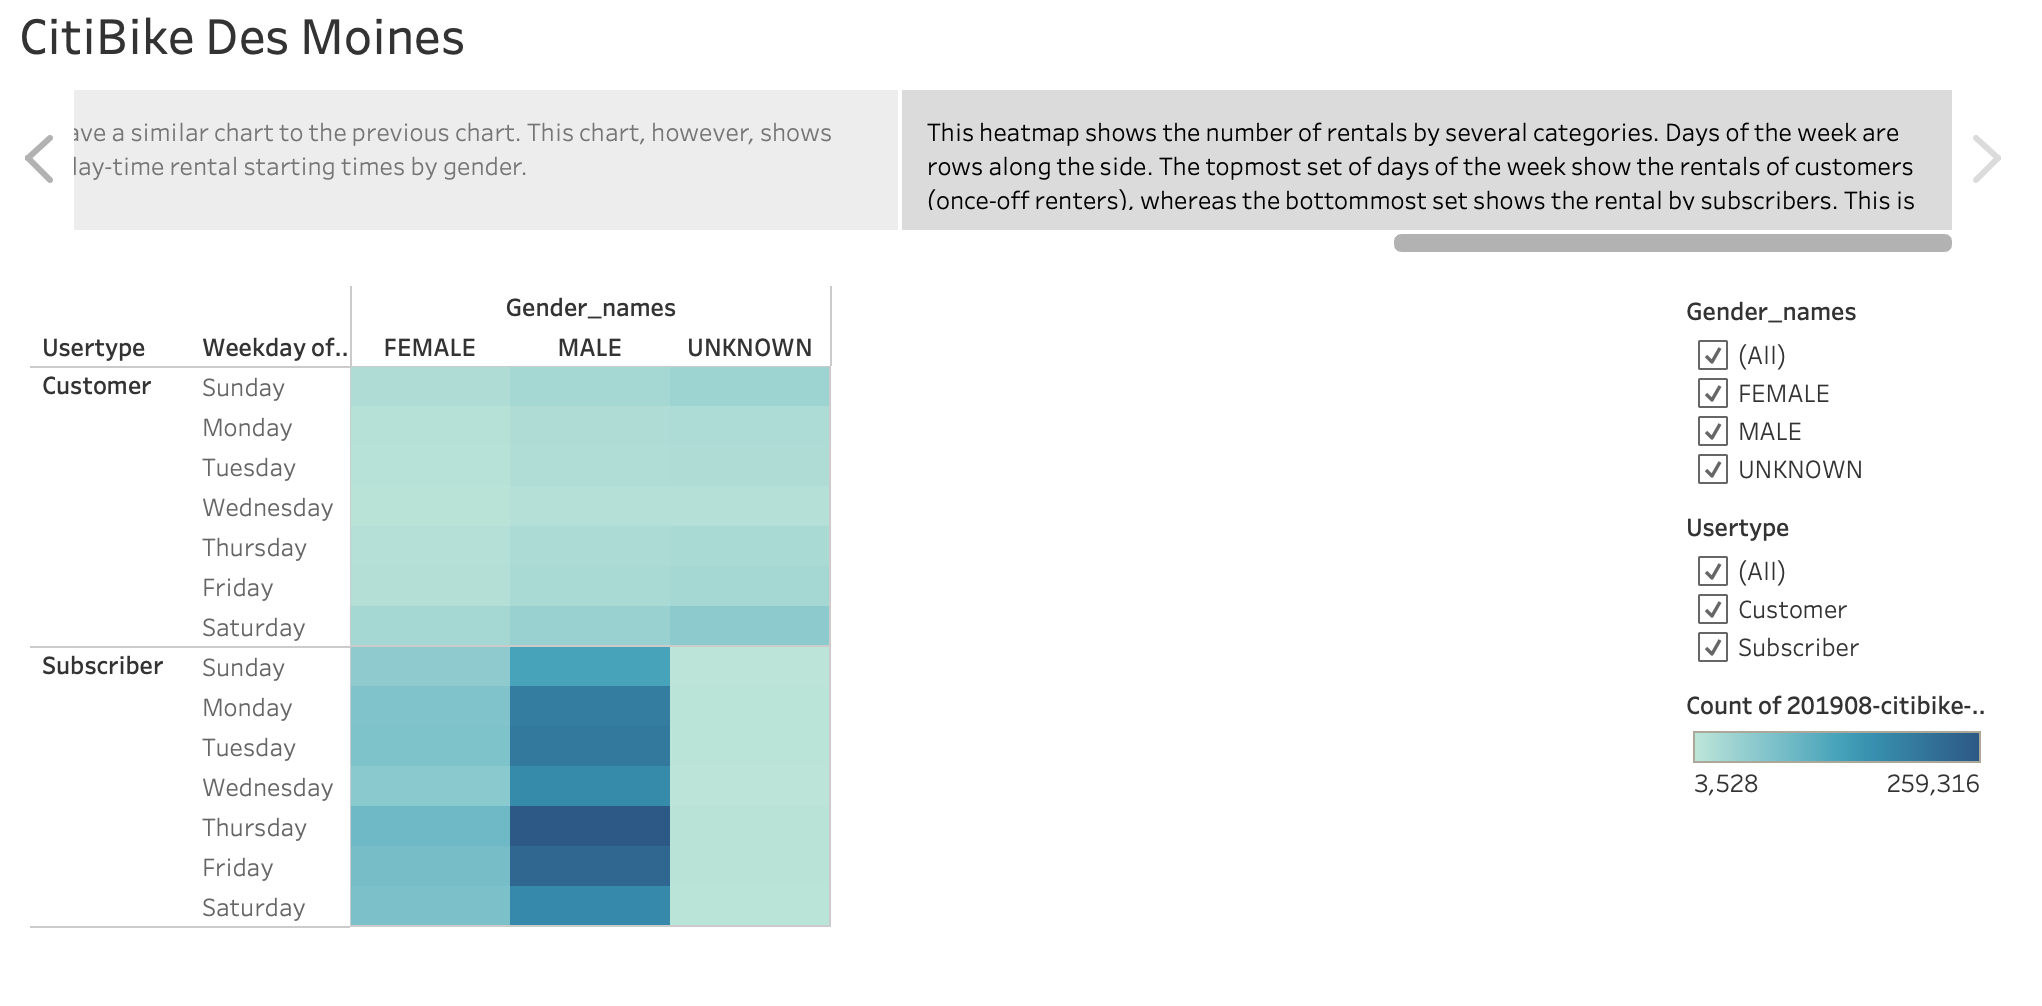 CitiBike Des Moines
ave a similar chart to the previous chart. This chart, however, shows
lay-time rental starting times by gender.
This heatmap shows the number of rentals by several categories. Days of the week are
rows along the side. The topmost set of days of the week show the rentals of customers
(once-off renters), whereas the bottommost set shows the rental by subscribers. This is
Gender_names
Usertype Weekday of.. FEMALE MALE UNKNOWN
Customer Sunday
Monday
Tuesday
Wednesday
Thursday
Friday
Saturday
Subscriber Sunday
Monday
Tuesday
Wednesday
Thursday
Friday
Saturday
Gender_names
(All)
FEMALE
MALE
UNKNOWN
Usertype
(All)
Customer
Subscriber
Count of 201908-citibike-..
3,528 259,316